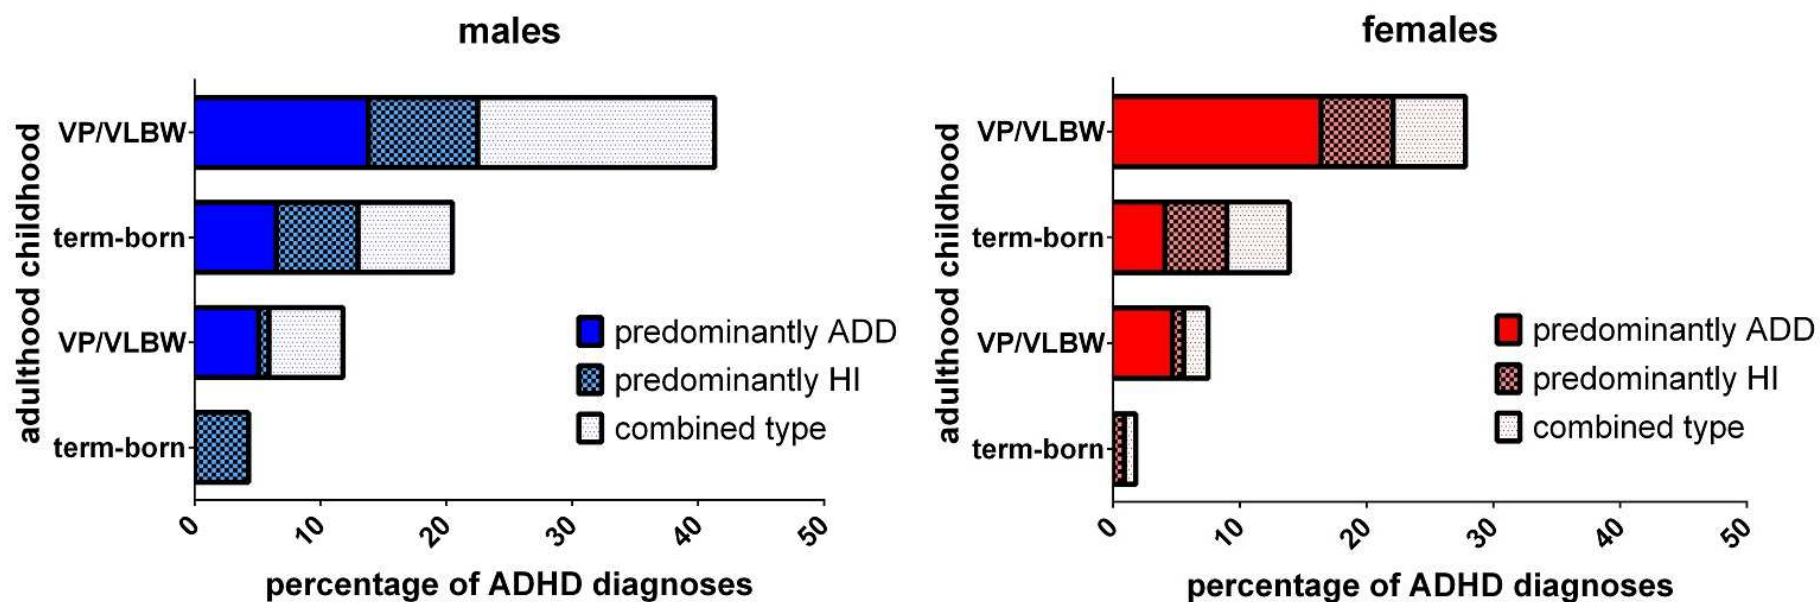 males
adulthood childhood
VP/VLBW
term-born
VP/VLBW
term-born
predominantly ADD
predominantly HI
combined type
0 10 20 30 40 50
percentage of ADHD diagnoses
females
adulthood childhood
VP/VLBW
term-born
VP/VLBW
term-born
predominantly ADD
predominantly HI
combined type
0 10 20 30 40 50
percentage of ADHD diagnoses